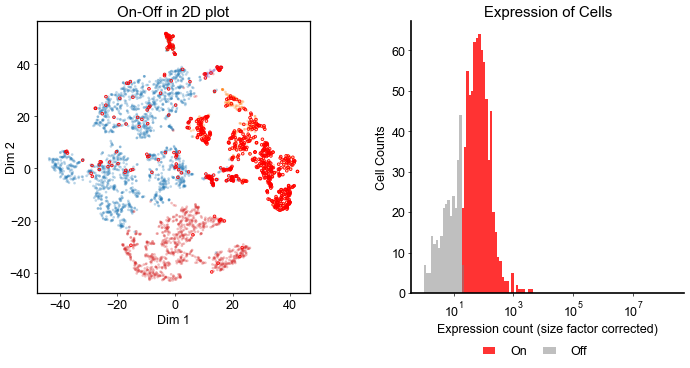 On-Off in 2D plot
Dim 2
40
20
0
−20
−40
−40 −20 0 20 40
Dim 1
Expression of Cells
Cell Counts
60
50
40
30
20
10
0
10^1 10^3 10^5 10^7
Expression count (size factor corrected)
On Off